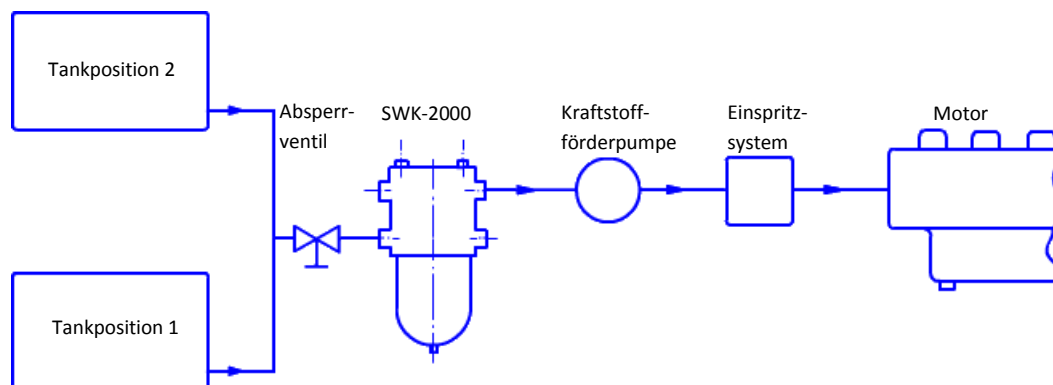 Tankposition 2
Absperr-
ventil
SWK-2000
Kraftstoff-
förderpumpe
Einspritz-
system
Motor
Tankposition 1